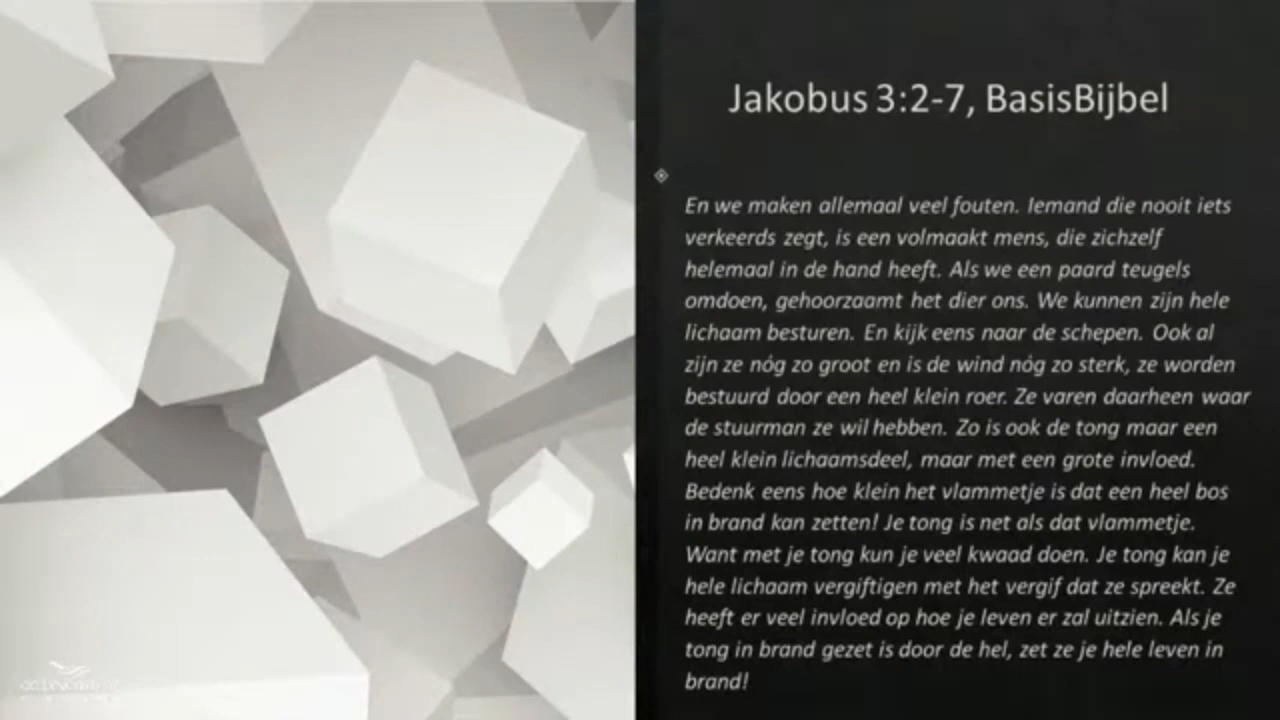 Jakobus 3:2-7, BasisBijbel
En we maken allemaal veel fouten. Iemand die nooit iets
verkeerds zegt, is een volmaakt mens, die zichzelf
helemaal in de hand heeft. Als we een paard teugels
omdoen, gehoorzaamt het dier ons. We kunnen zijn hele
lichaam besturen. En kijk eens naar de schepen. Ook al
zijn ze nóg zo groot en is de wind nóg zo sterk, ze worden
bestuurd door een heel klein roer. Ze varen daarheen waar
de stuurman ze wil hebben. Zo is ook de tong maar een
heel klein lichaamsdeel, maar met een grote invloed.
Bedenk eens hoe klein het vlammetje is dat een heel bos
in brand kan zetten! Je tong is net als dat vlammetje.
Want met je tong kun je veel kwaad doen. Je tong kan je
hele lichaam vergiftigen met het vergif dat ze spreekt. Ze
heeft er veel invloed op hoe je leven er zal uitzien. Als je
tong in brand gezet is door de hel, zet ze je hele leven in
brand!